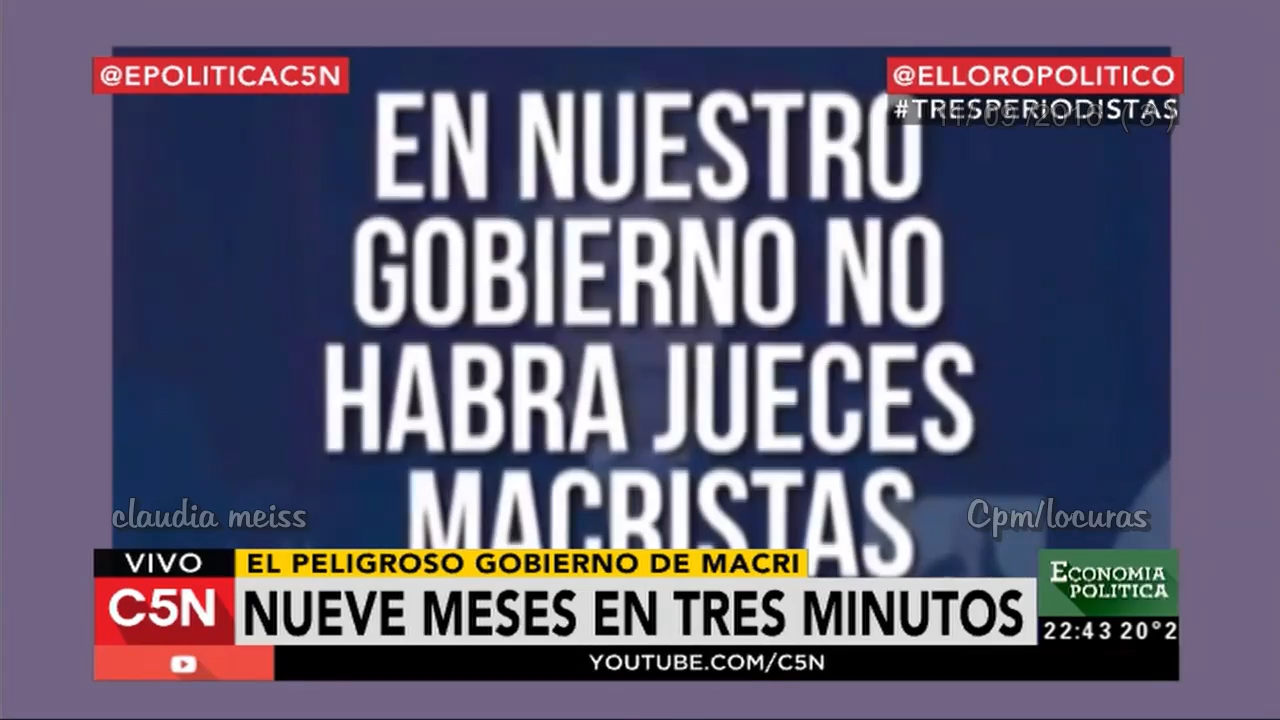 @EPOLITICAC5N
@ELLOROPOLITICO
#TRESPERIODISTAS
EN NUESTRO
GOBIERNO NO
HABRA JUECES
MACRISTAS
claudia meiss
Cpm/locuras
VIVO
EL PELIGROSO GOBIERNO DE MACRI
C5N
NUEVE MESES EN TRES MINUTOS
ECONOMIA
POLITICA
22:43 20°2
YOUTUBE.COM/C5N